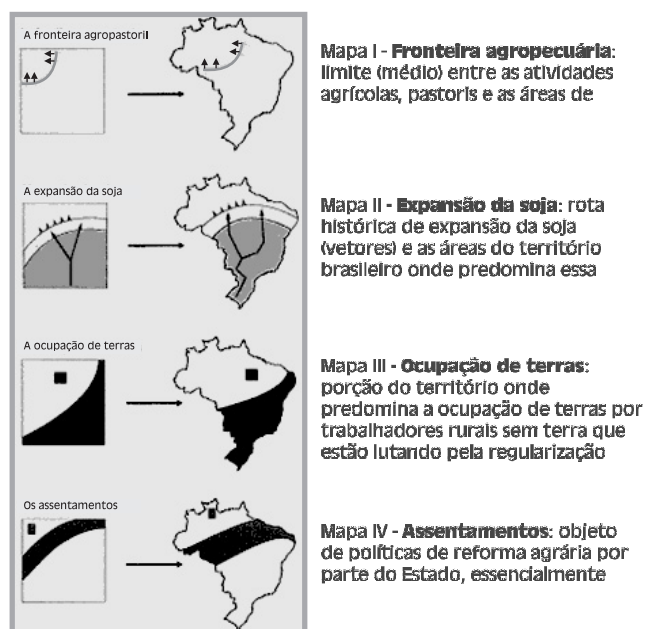 A fronteira agropastoril
Mapa I - Fronteira agropecuária:
limite (médio) entre as atividades
agrícolas, pastoris e as áreas de
A expansão da soja
Mapa II - Expansão da soja: rota
histórica de expansão da soja
(vetores) e as áreas do território
brasileiro onde predomina essa
A ocupação de terras
Mapa III - Ocupação de terras:
porção do território onde
predomina a ocupação de terras por
trabalhadores rurais sem terra que
estão lutando pela regularização
Os assentamentos
Mapa IV - Assentamentos: objeto
de políticas de reforma agrária por
parte do Estado, essencialmente